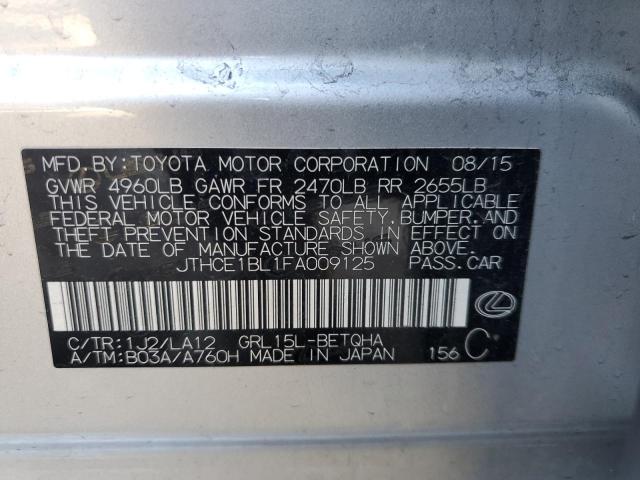 MFD. BY: TOYOTA MOTOR CORPORATION 08/15
GVWR 4960LB GAWR FR 2470LB RR 2655LB
THIS VEHICLE CONFORMS TO ALL APPLICABLE
FEDERAL MOTOR VEHICLE SAFETY, BUMPER, AND
THEFT PREVENTION STANDARDS IN EFFECT ON
THE DATE OF MANUFACTURE SHOWN ABOVE.
JTHCE1BL1FA009125 PASS. CAR
C/TR: 1J2/LA12 GRL15L-BETQHA
A/TM: B03A/A760H MADE IN JAPAN 156 C